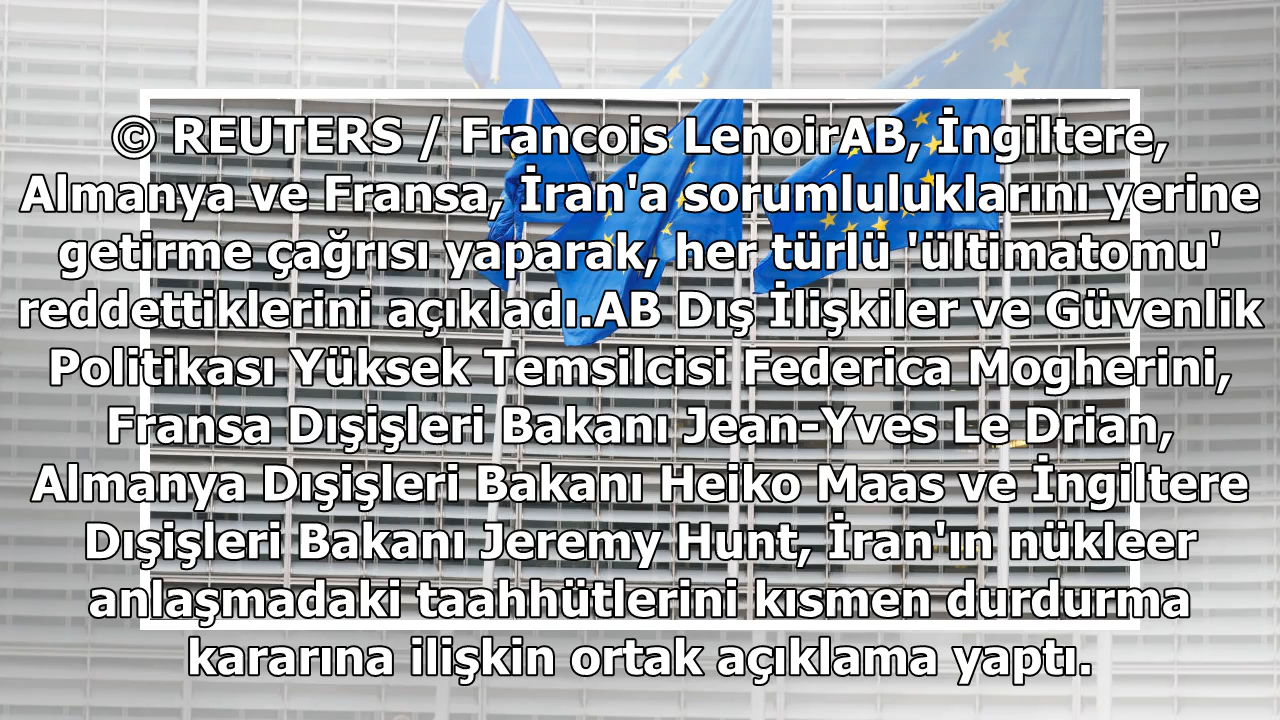 © REUTERS / Francois LenoirAB, İngiltere,
Almanya ve Fransa, İran'a sorumluluklarını yerine
getirme çağrısı yaparak, her türlü 'ültimatomu'
reddettiklerini açıkladı.AB Dış İlişkiler ve Güvenlik
Politikası Yüksek Temsilcisi Federica Mogherini,
Fransa Dışişleri Bakanı Jean-Yves Le Drian,
Almanya Dışişleri Bakanı Heiko Maas ve İngiltere
Dışişleri Bakanı Jeremy Hunt, İran'ın nükleer
anlaşmadaki taahhütlerini kısmen durdurma
kararına ilişkin ortak açıklama yaptı.